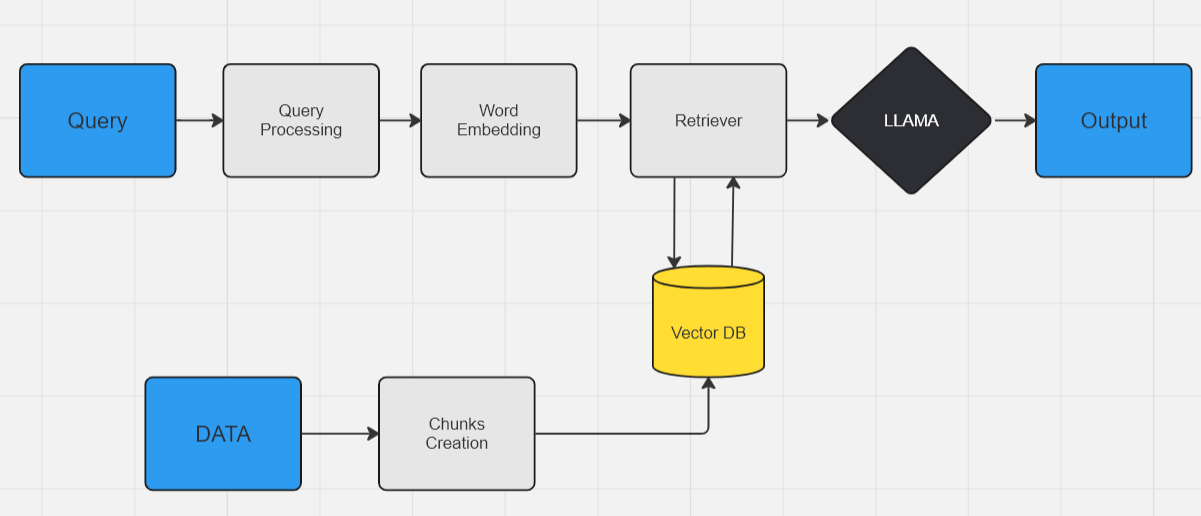 Query
Query
Processing
Word
Embedding
Retriever
LLAMA
Output
Vector DB
DATA
Chunks
Creation